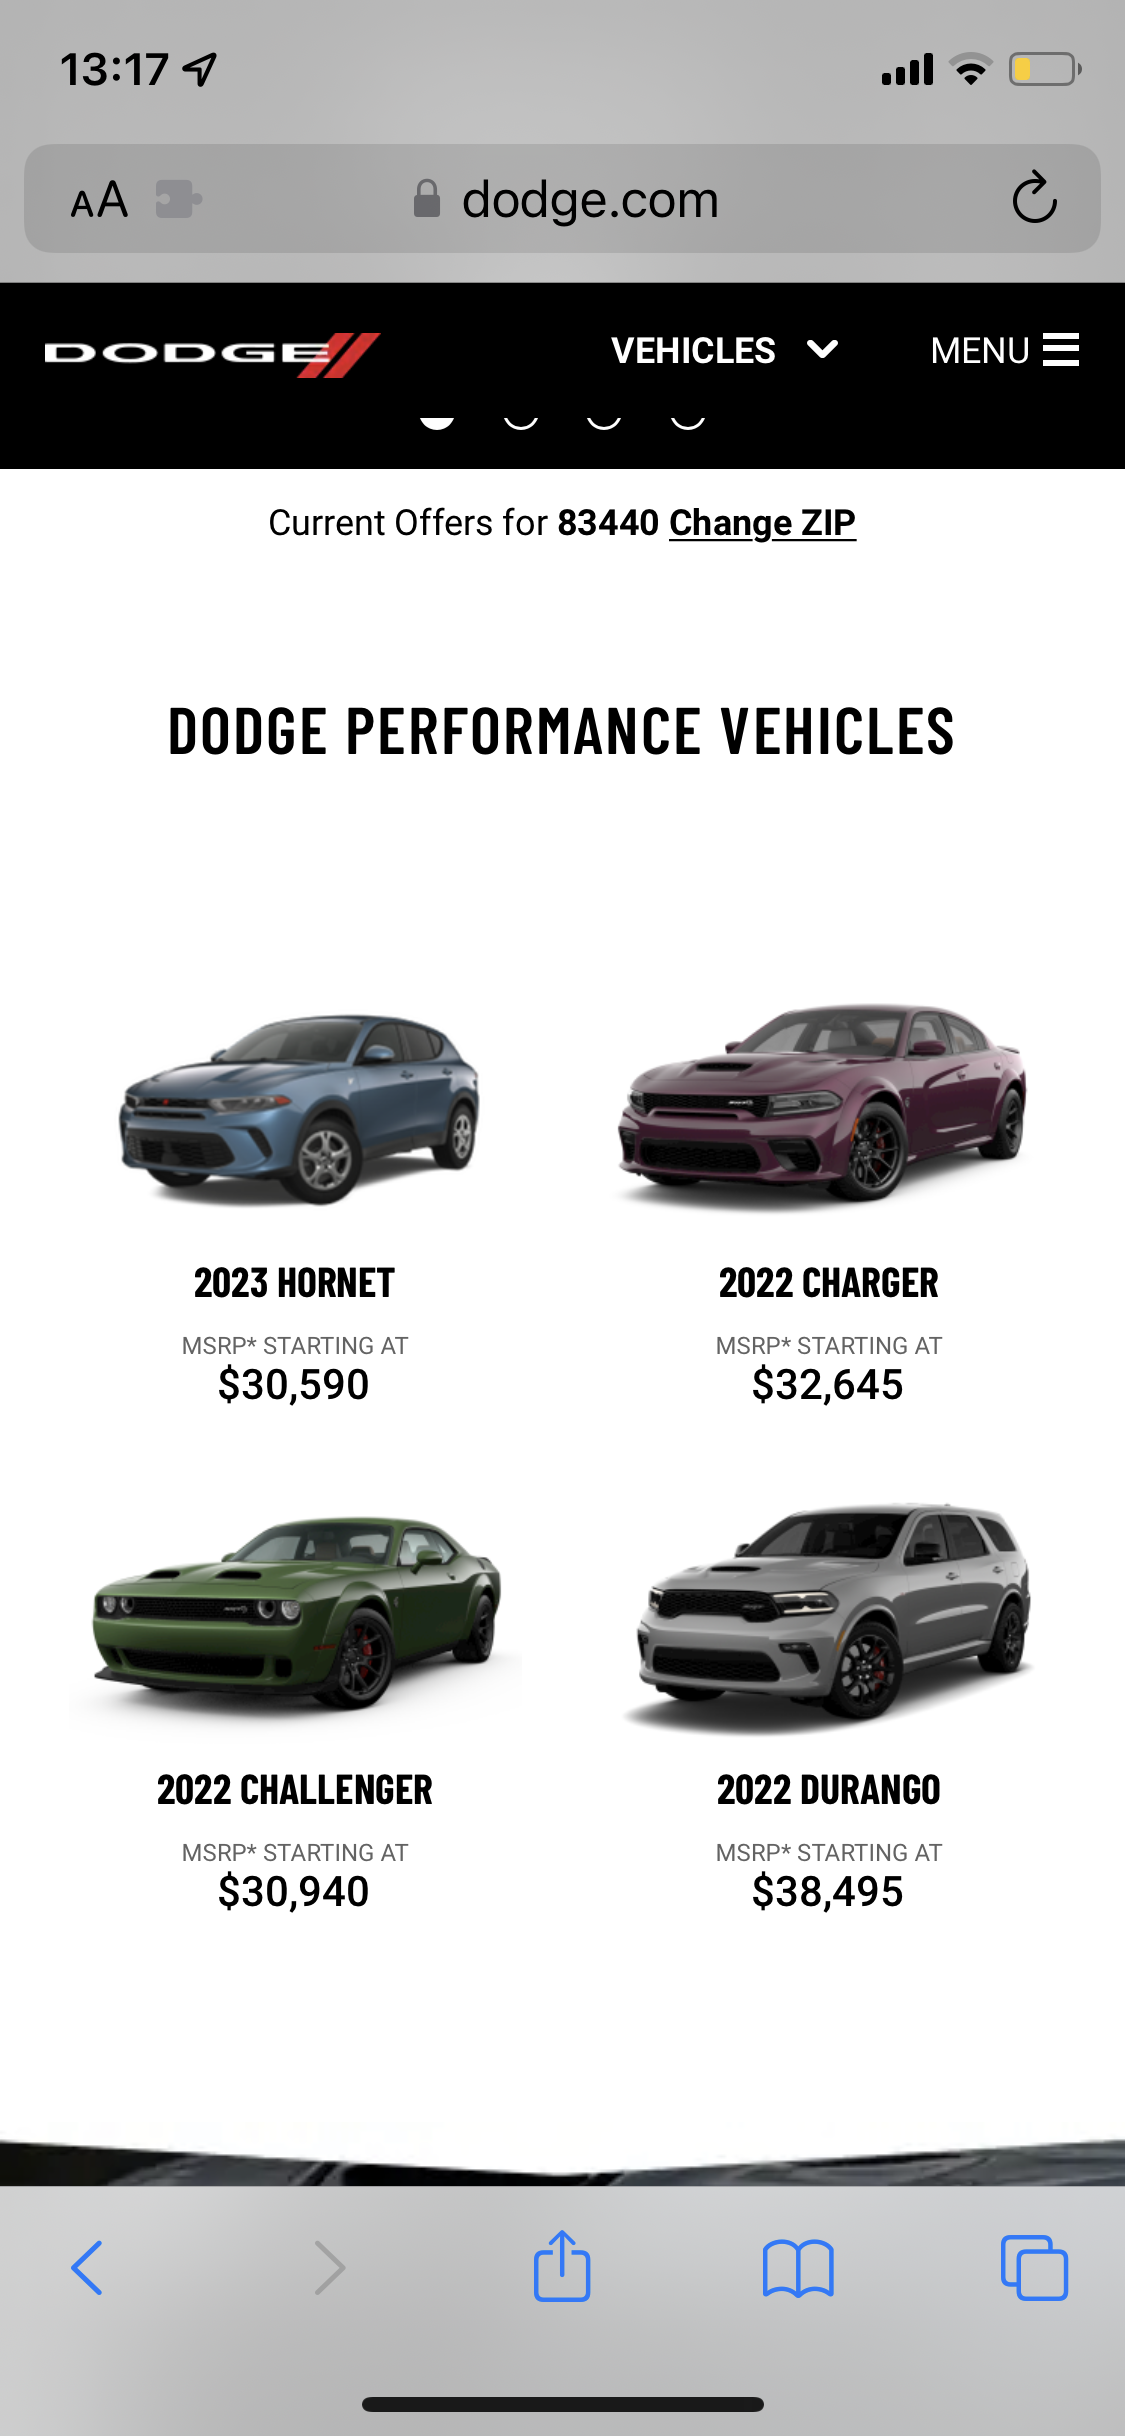 13:17
AA
dodge.com
DODGE
VEHICLES
MENU
Current Offers for 83440 Change ZIP
DODGE PERFORMANCE VEHICLES
2023 HORNET
MSRP* STARTING AT
$30,590
2022 CHARGER
MSRP* STARTING AT
$32,645
2022 CHALLENGER
MSRP* STARTING AT
$30,940
2022 DURANGO
MSRP* STARTING AT
$38,495